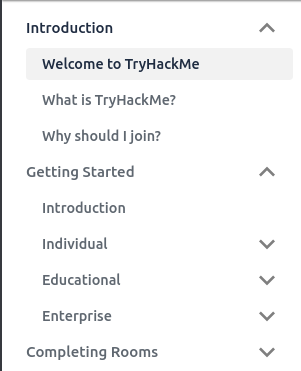 Introduction
Welcome to TryHackMe
What is TryHackMe?
Why should I join?
Getting Started
Introduction
Individual
Educational
Enterprise
Completing Rooms